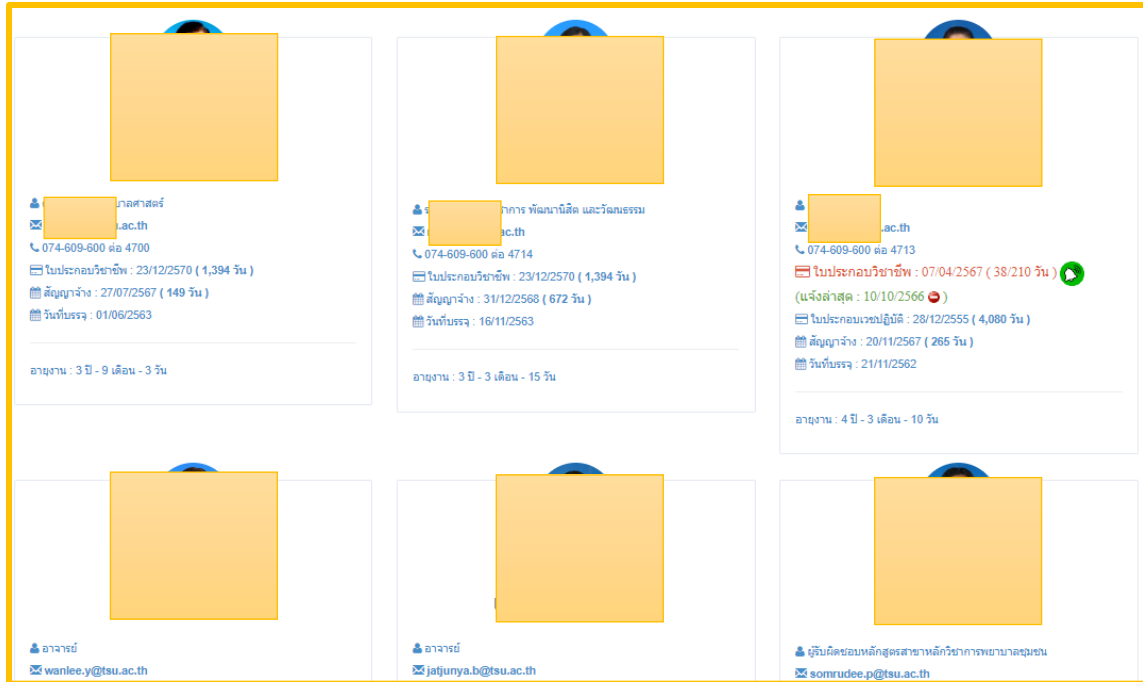 าลศาสตร์
.ac.th
074-609-600 ต่อ 4700
ใบประกอบวิชาชีพ : 23/12/2570 ( 1,394 วัน )
สัญญาจ้าง : 27/07/2567 ( 149 วัน )
วันที่บรรจุ : 01/06/2563
อายุงาน : 3 ปี - 9 เดือน - 3 วัน
าการ พัฒนานิสิต และวัฒนธรรม
ac.th
074-609-600 ต่อ 4714
ใบประกอบวิชาชีพ : 23/12/2570 ( 1,394 วัน )
สัญญาจ้าง : 31/12/2568 ( 672 วัน )
วันที่บรรจุ : 16/11/2563
อายุงาน : 3 ปี - 3 เดือน - 15 วัน
.ac.th
074-609-600 ต่อ 4713
ใบประกอบวิชาชีพ : 07/04/2567 ( 38/210 วัน )
(แจ้งล่าสุด : 10/10/2566 )
ใบประกอบเวชปฏิบัติ : 28/12/2555 ( 4,080 วัน )
สัญญาจ้าง : 20/11/2567 ( 265 วัน )
วันที่บรรจุ : 21/11/2562
อายุงาน : 4 ปี - 3 เดือน - 10 วัน
อาจารย์
wanlee.y@tsu.ac.th
อาจารย์
jatjunya.b@tsu.ac.th
ผู้รับผิดชอบหลักสูตรสาขาหลักวิชาการพยาบาลชุมชน
somrudee.p@tsu.ac.th